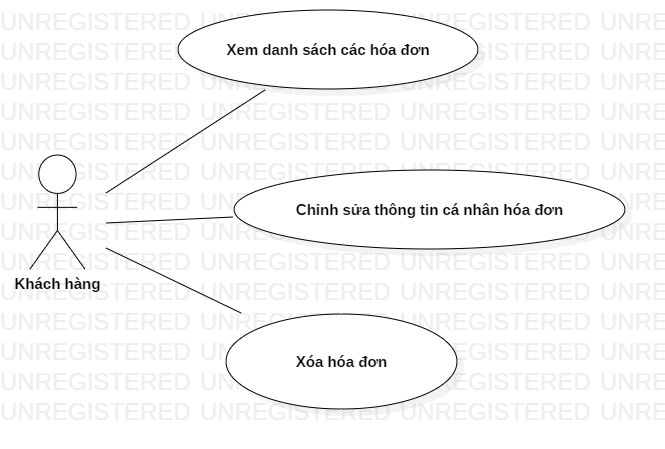 Xem danh sách các hóa đơn
Chỉnh sửa thông tin cá nhân hóa đơn
Khách hàng
Xóa hóa đơn
UNREGISTERED